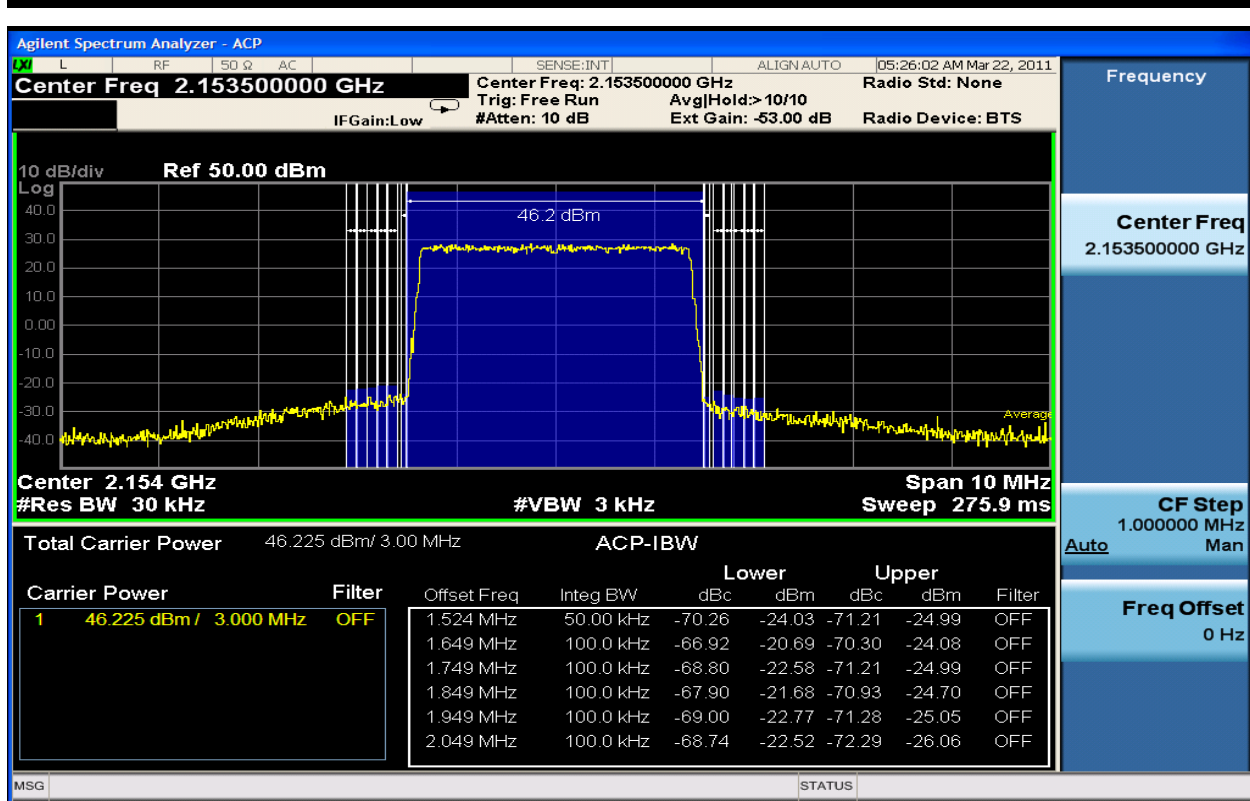 Agilent Spectrum Analyzer - ACP
LXI L RF 50 Ω AC SENSE:INT ALIGN AUTO 05:26:02 AM Mar 22, 2011
Center Freq 2.153500000 GHz
IFGain:Low
Center Freq: 2.153500000 GHz Radio Std: None
Trig: Free Run Avg|Hold:>10/10
#Atten: 10 dB Ext Gain: -53.00 dB Radio Device: BTS
10 dB/div Ref 50.00 dBm
Log
40.0
30.0
20.0
10.0
0.00
-10.0
-20.0
-30.0
-40.0
46.2 dBm
Average
Center 2.154 GHz Span 10 MHz
#Res BW 30 kHz #VBW 3 kHz Sweep 275.9 ms
Total Carrier Power 46.225 dBm/ 3.00 MHz ACP-IBW
Carrier Power Filter
1 46.225 dBm / 3.000 MHz OFF
Lower Upper
Offset Freq Integ BW dBc dBm dBc dBm Filter
1.524 MHz 50.00 kHz -70.26 -24.03 -71.21 -24.99 OFF
1.649 MHz 100.0 kHz -66.92 -20.69 -70.30 -24.08 OFF
1.749 MHz 100.0 kHz -68.80 -22.58 -71.21 -24.99 OFF
1.849 MHz 100.0 kHz -67.90 -21.68 -70.93 -24.70 OFF
1.949 MHz 100.0 kHz -69.00 -22.77 -71.28 -25.05 OFF
2.049 MHz 100.0 kHz -68.74 -22.52 -72.29 -26.06 OFF
MSG STATUS
Frequency
Center Freq
2.153500000 GHz
CF Step
1.000000 MHz
Auto Man
Freq Offset
0 Hz